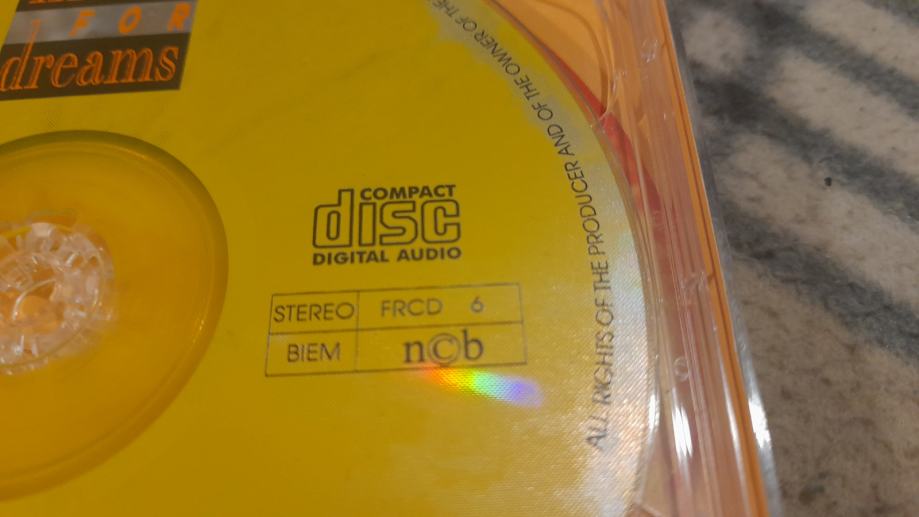 FOR
dreams
COMPACT
disc
DIGITAL AUDIO
STEREO FRCD 6
BIEM n©b
ALL RIGHTS OF THE PRODUCER AND OF THE OWNER OF THE